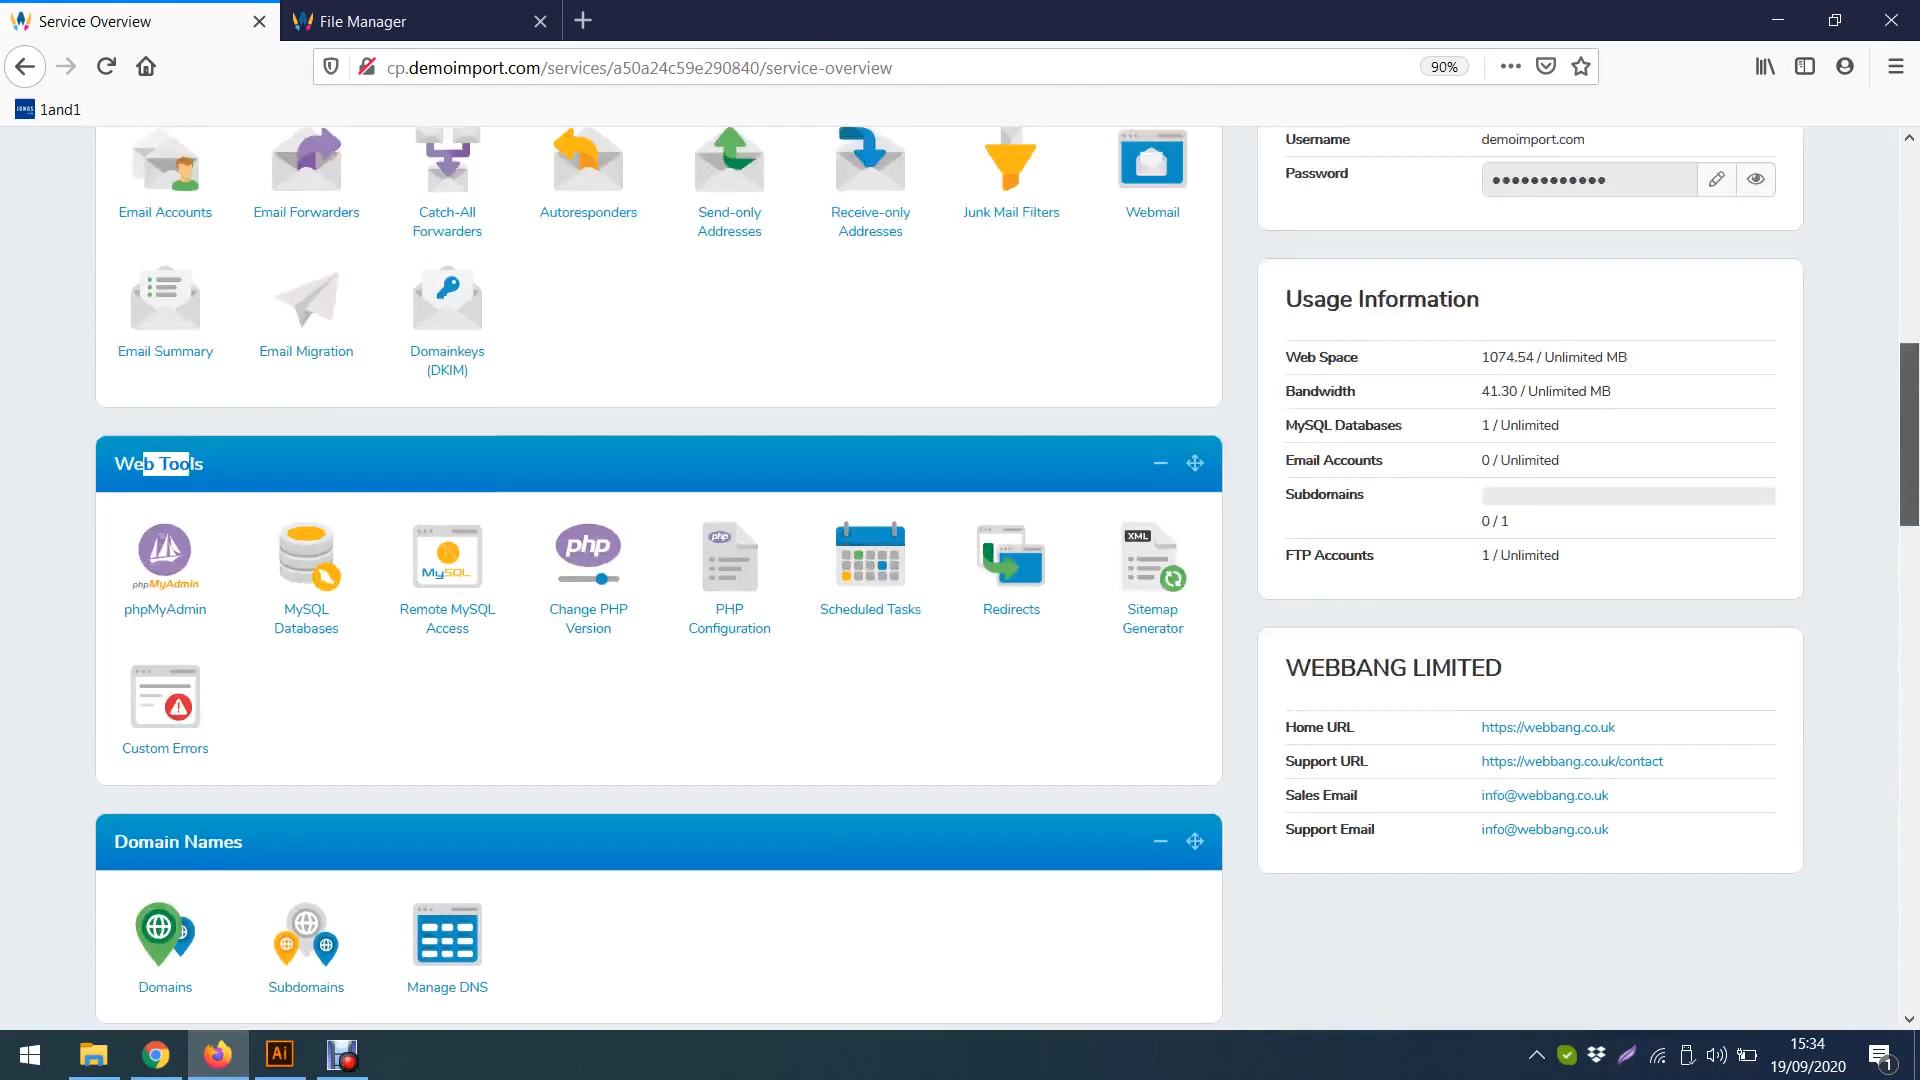 Service Overview
File Manager
cp.demoimport.com/services/a50a24c59e290840/service-overview
90%
IONOS
1and1
Email Accounts
Email Forwarders
Catch-All
Forwarders
Autoresponders
Send-only
Addresses
Receive-only
Addresses
Junk Mail Filters
Webmail
Email Summary
Email Migration
Domainkeys
(DKIM)
Web Tools
phpMyAdmin
phpMyAdmin
MySQL
Databases
MySQL
Remote MySQL
Access
php
Change PHP
Version
php
PHP
Configuration
Scheduled Tasks
Redirects
XML
Sitemap
Generator
Custom Errors
Domain Names
Domains
Subdomains
Manage DNS
Username demoimport.com
Password
Usage Information
Web Space 1074.54 / Unlimited MB
Bandwidth 41.30 / Unlimited MB
MySQL Databases 1 / Unlimited
Email Accounts 0 / Unlimited
Subdomains
0 / 1
FTP Accounts 1 / Unlimited
WEBBANG LIMITED
Home URL https://webbang.co.uk
Support URL https://webbang.co.uk/contact
Sales Email info@webbang.co.uk
Support Email info@webbang.co.uk
Ai
15:34
19/09/2020
1